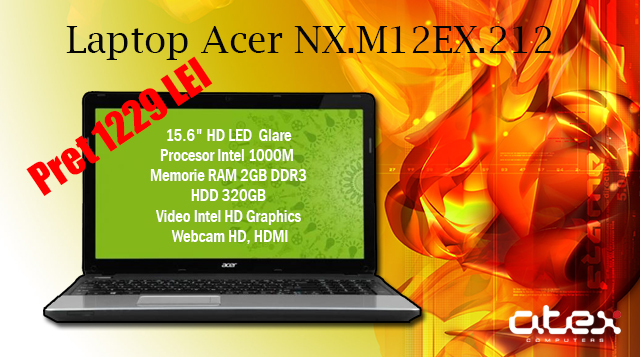 Laptop Acer NX.M12EX.212
Pret 1229 LEI
15.6" HD LED Glare
Procesor Intel 1000M
Memorie RAM 2GB DDR3
HDD 320GB
Video Intel HD Graphics
Webcam HD, HDMI
acer
atex
COMPUTERS